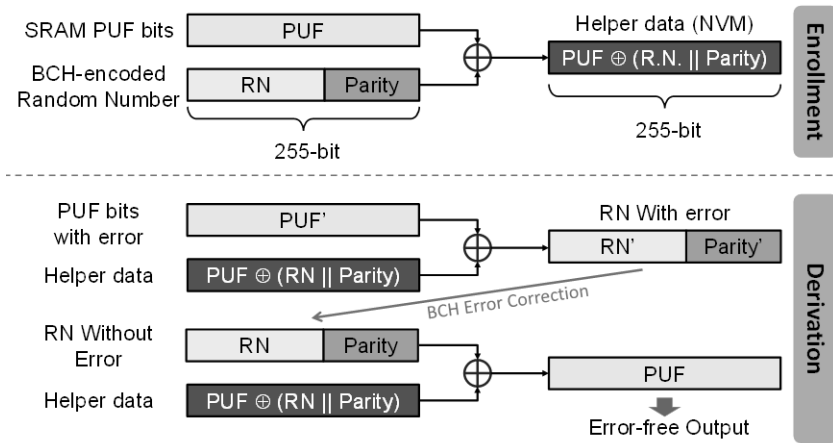 SRAM PUF bits
PUF
Helper data (NVM)
PUF ⊕ (R.N. || Parity)
BCH-encoded
Random Number
RN
Parity
255-bit
255-bit
Enrollment
PUF bits
with error
PUF'
RN With error
RN'
Parity'
Helper data
PUF ⊕ (RN || Parity)
BCH Error Correction
RN Without
Error
RN
Parity
PUF
Helper data
PUF ⊕ (RN || Parity)
Error-free Output
Derivation